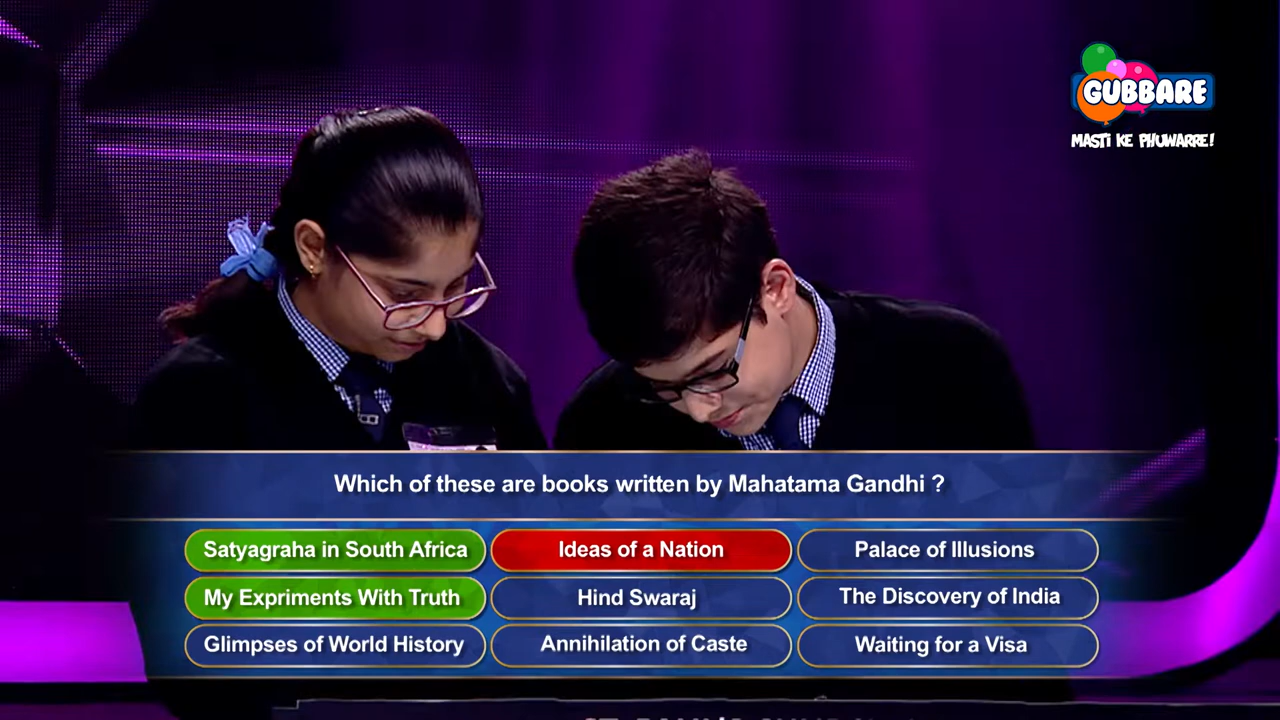 GUBBARE
MASTI KE PHUWARRE!
Which of these are books written by Mahatama Gandhi ?
Satyagraha in South Africa
Ideas of a Nation
Palace of Illusions
My Expriments With Truth
Hind Swaraj
The Discovery of India
Glimpses of World History
Annihilation of Caste
Waiting for a Visa